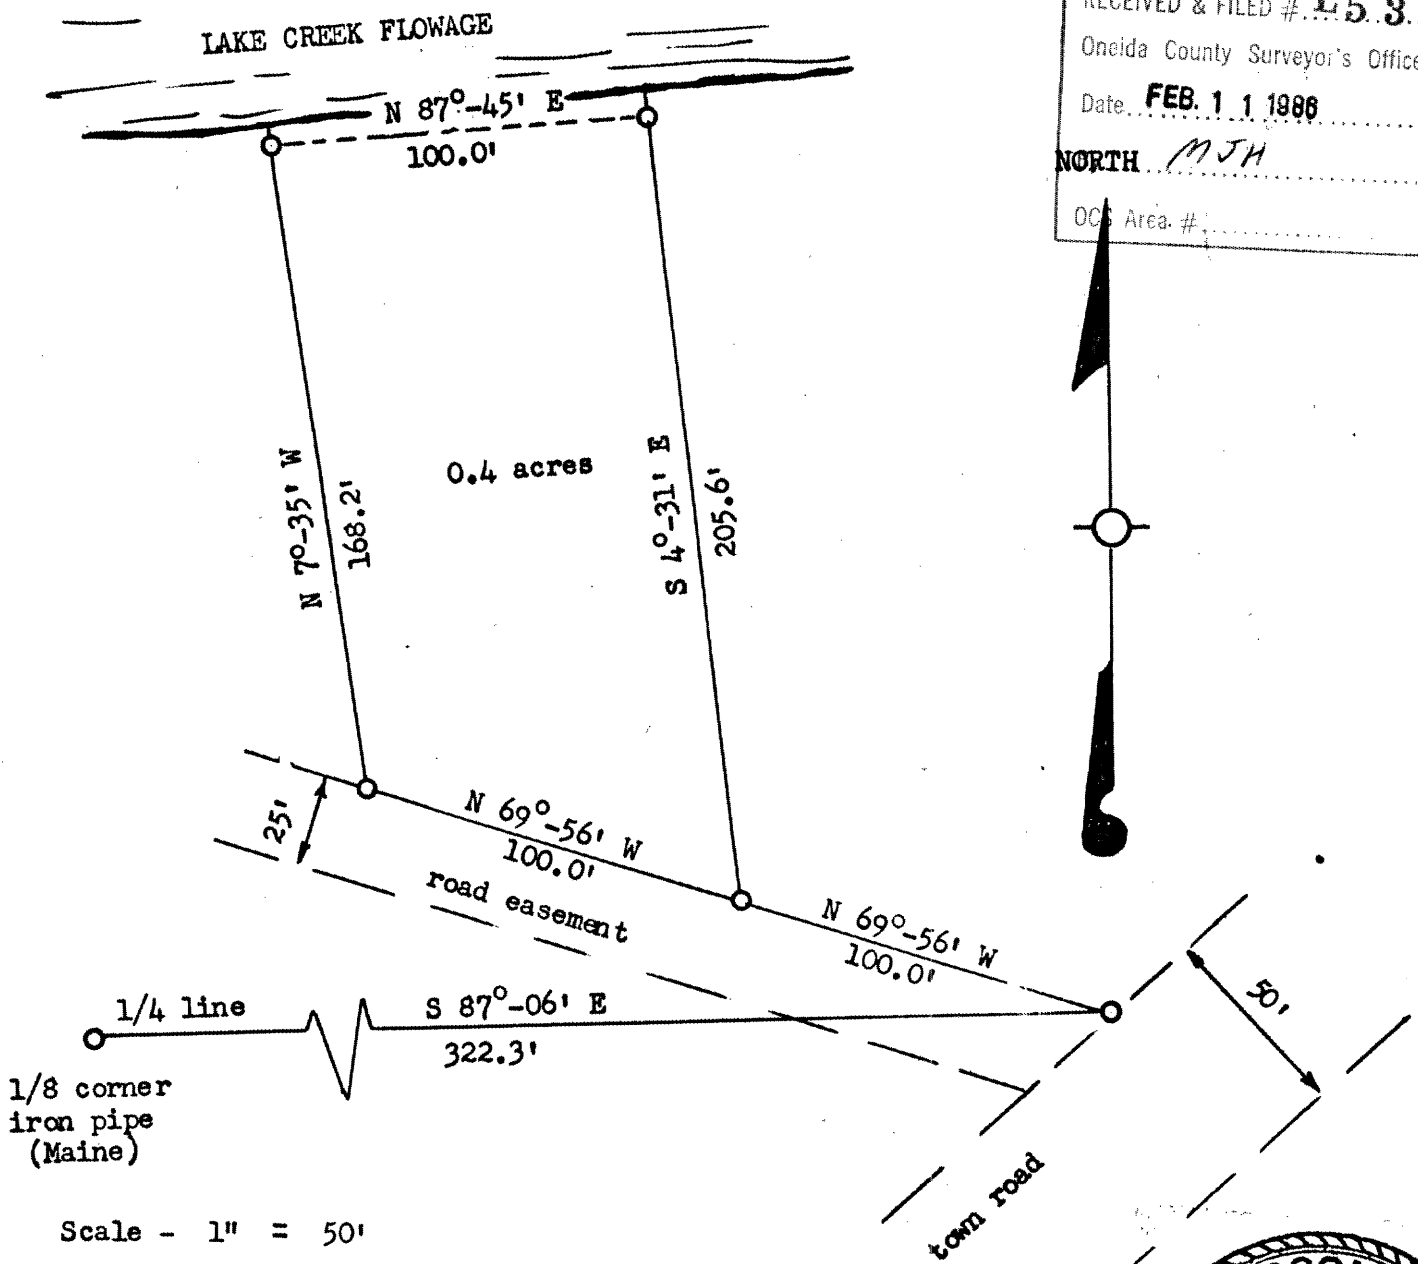 LAKE CREEK FLOWAGE
RECEIVED & FILED #
Oneida County Surveyor's Office
Date FEB. 11 1986
NORTH MJH
OCS Area #
N 87°-45' E
100.0'
N 7°-35' W
168.2'
0.4 acres
S 4°-31' E
205.6'
25'
N 69°-56' W
100.0'
road easement
N 69°-56' W
100.0'
50'
1/4 line
S 87°-06' E
322.3'
1/8 corner
iron pipe
(Maine)
town road
Scale - 1" = 50'